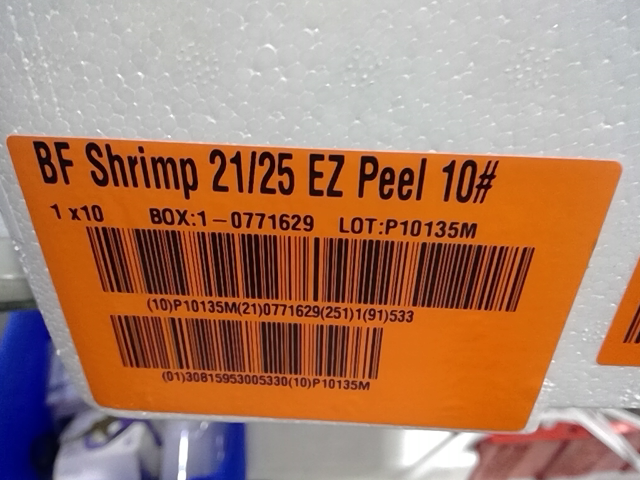 BF Shrimp 21/25 EZ Peel 10#
1 x10 BOX:1-0771629 LOT:P10135M
(10)P10135M(21)0771629(251)1(91)533
(01)30815953005330(10)P10135M